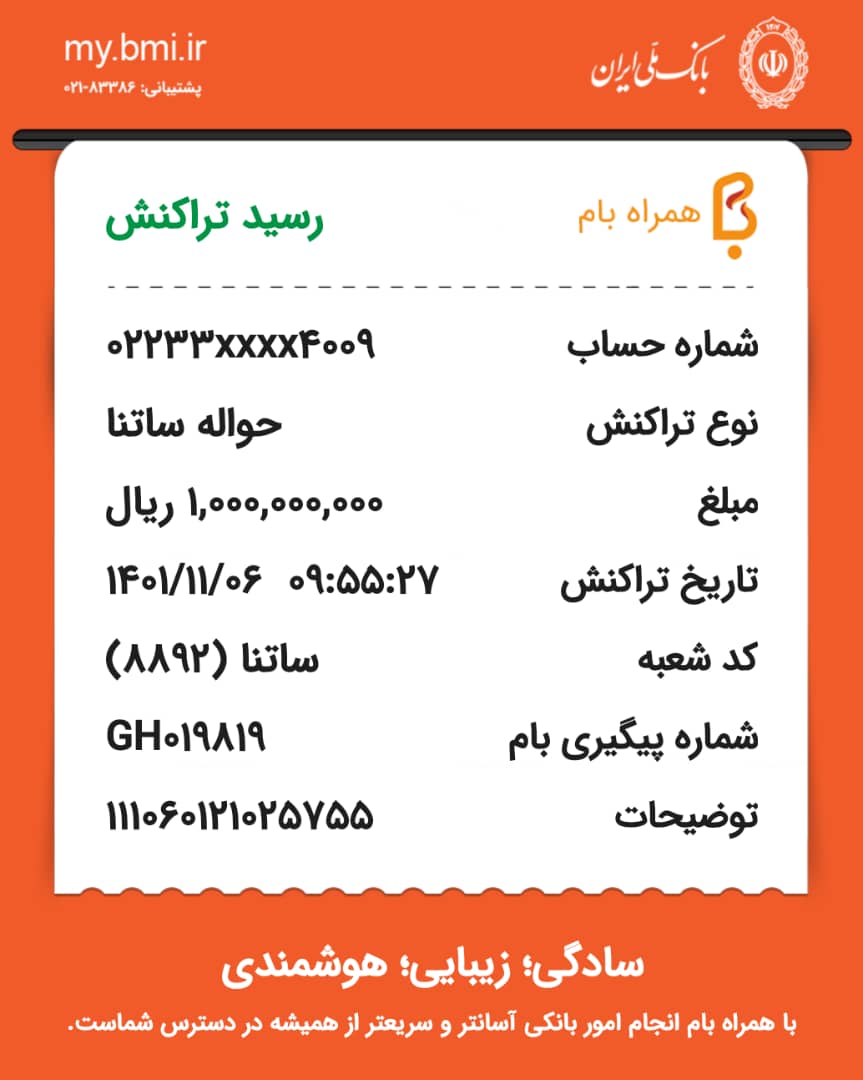 my.bmi.ir
پشتیبانی: ۸۳۳۸۶-۰۲۱
بانک ملی ایران
همراه بام
رسید تراکنش
شماره حساب ۰۲۲۳۳xxxx۴۰۰۹
نوع تراکنش حواله ساتنا
مبلغ ۱,۰۰۰,۰۰۰,۰۰۰ ریال
تاریخ تراکنش ۱۴۰۱/۱۱/۰۶ ۰۹:۵۵:۲۷
کد شعبه ساتنا (۸۸۹۲)
شماره پیگیری بام GH۰۱۹۸۱۹
توضیحات ۱۱۱۰۶۰۱۲۱۰۲۵۷۵۵
سادگی؛ زیبایی؛ هوشمندی
با همراه بام انجام امور بانکی آسانتر و سریعتر از همیشه در دسترس شماست.